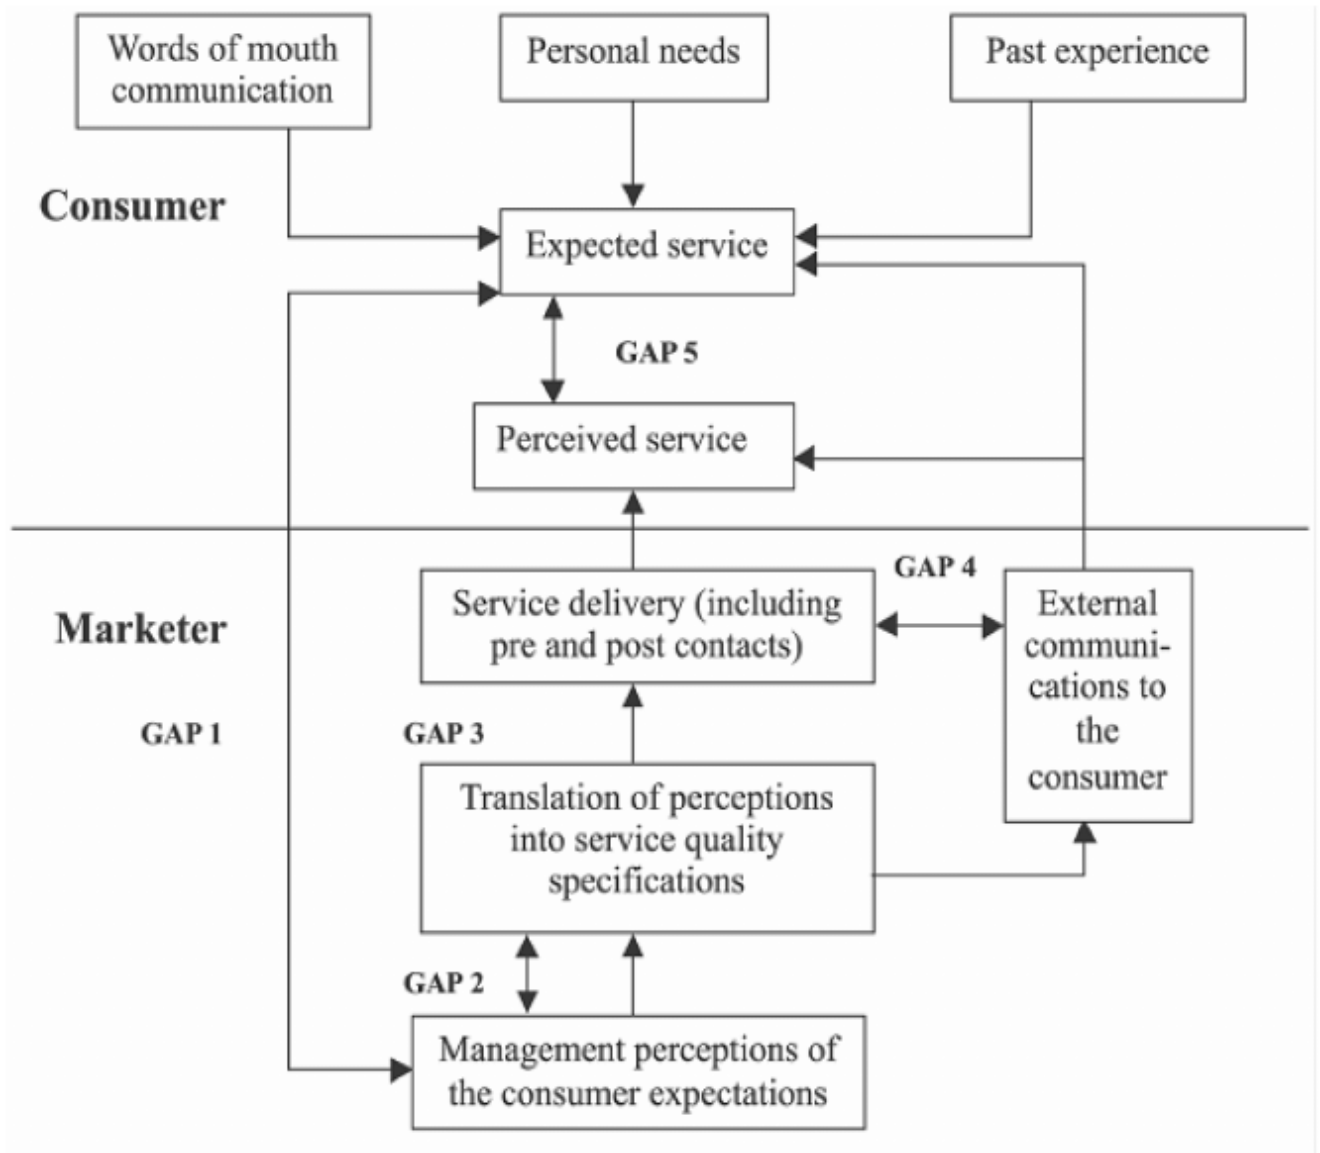 Words of mouth
communication
Personal needs
Past experience
Consumer
Expected service
GAP 5
Perceived service
Marketer
Service delivery (including
pre and post contacts)
GAP 4
External
communi-
cations to
the
consumer
GAP 1
GAP 3
Translation of perceptions
into service quality
specifications
GAP 2
Management perceptions of
the consumer expectations